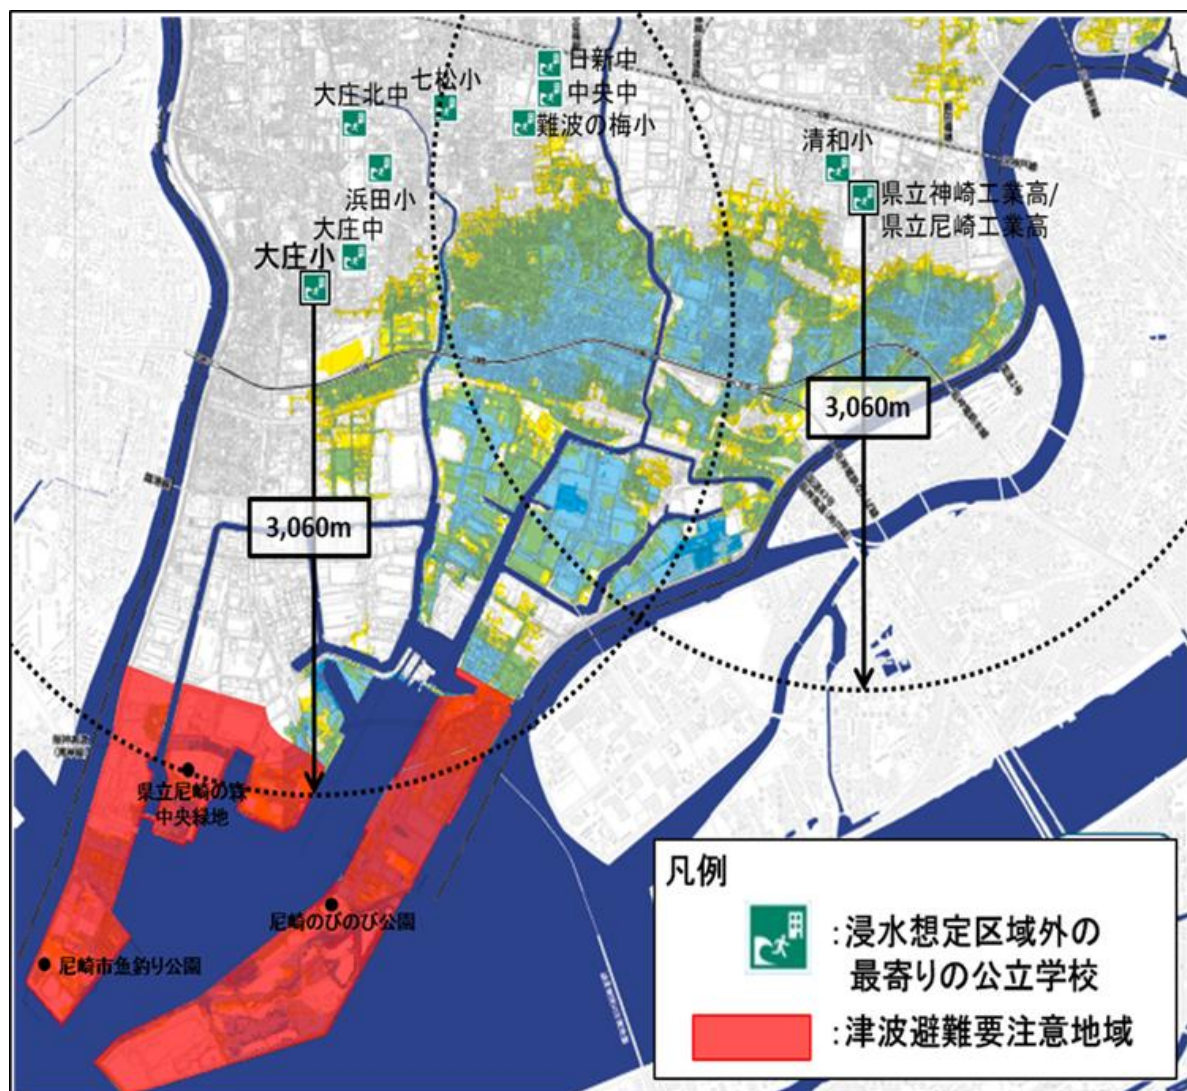 日新中
七松小
大庄北中
中央中
難波の梅小
清和小
浜田小
県立神崎工業高/
県立尼崎工業高
大庄中
大庄小
3,060m
3,060m
県立尼崎の森
中央緑地
尼崎のびのび公園
尼崎市魚釣り公園
凡例
:浸水想定区域外の
最寄りの公立学校
:津波避難要注意地域